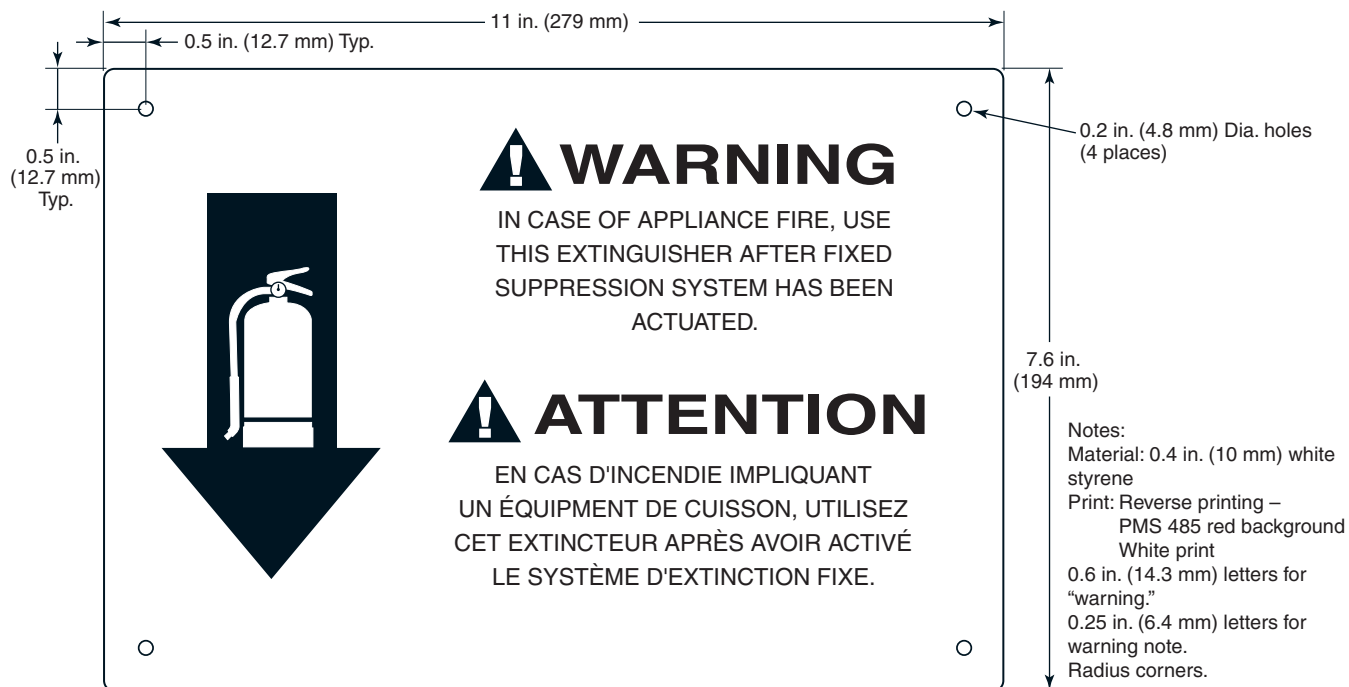 11 in. (279 mm)
0.5 in. (12.7 mm) Typ.
0.5 in.
(12.7 mm)
Typ.
0.2 in. (4.8 mm) Dia. holes
(4 places)
WARNING
IN CASE OF APPLIANCE FIRE, USE
THIS EXTINGUISHER AFTER FIXED
SUPPRESSION SYSTEM HAS BEEN
ACTUATED.
7.6 in.
(194 mm)
ATTENTION
EN CAS D'INCENDIE IMPLIQUANT
UN ÉQUIPMENT DE CUISSON, UTILISEZ
CET EXTINCTEUR APRÈS AVOIR ACTIVÉ
LE SYSTÈME D'EXTINCTION FIXE.
Notes:
Material: 0.4 in. (10 mm) white
styrene
Print: Reverse printing –
PMS 485 red background
White print
0.6 in. (14.3 mm) letters for
“warning.”
0.25 in. (6.4 mm) letters for
warning note.
Radius corners.